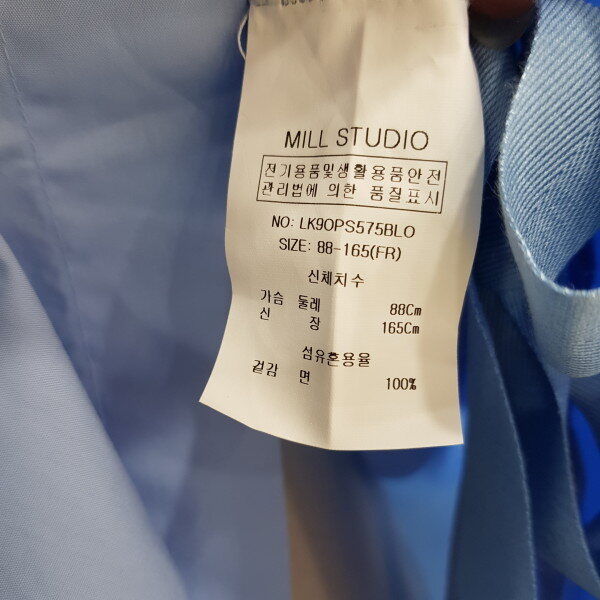 MILL STUDIO
전기용품및생활용품안전
관리법에 의한 품질표시
NO: LK9OPS575BLO
SIZE: 88-165(FR)
신체치수
가슴 둘레 88Cm
신 장 165Cm
섬유혼용율
겉감 면 100%